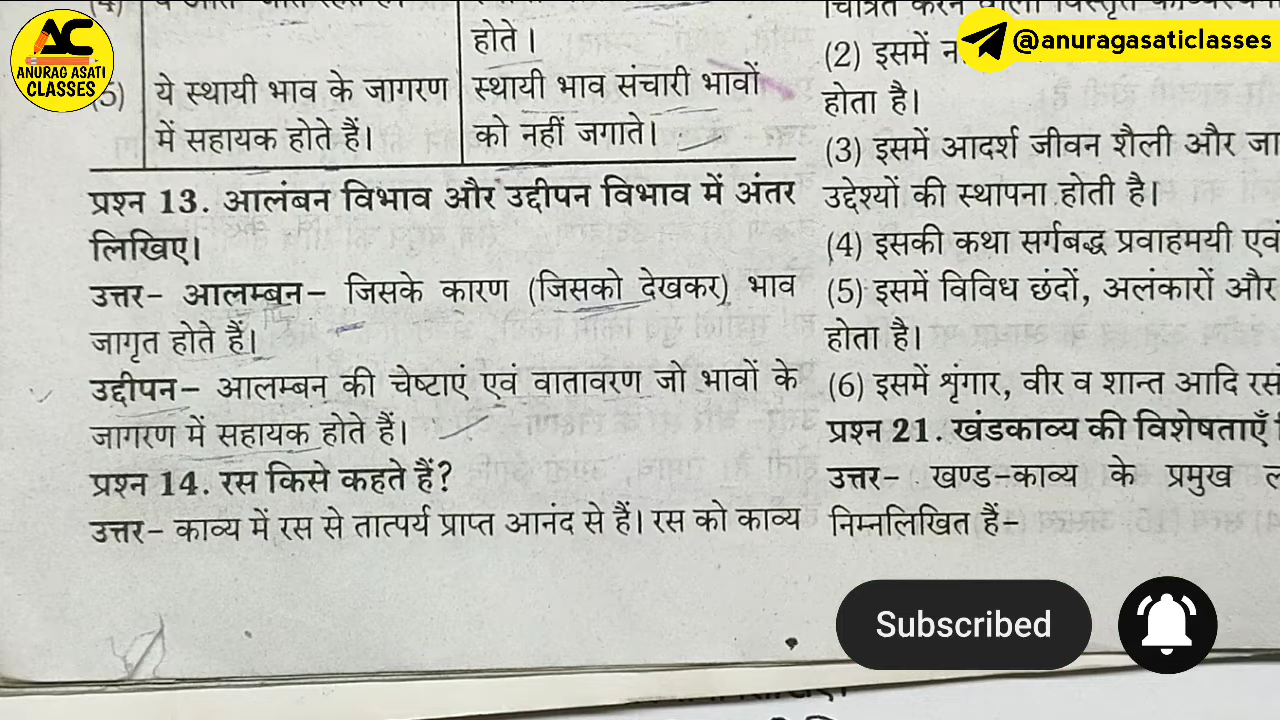 AC
ANURAG ASATI
CLASSES
@anuragasaticlasses
होते।
(5) ये स्थायी भाव के जागरण
में सहायक होते हैं।
स्थायी भाव संचारी भावों
को नहीं जगाते।
प्रश्न 13. आलंबन विभाव और उद्दीपन विभाव में अंतर
लिखिए।
उत्तर- आलम्बन- जिसके कारण (जिसको देखकर) भाव
जागृत होते हैं।
उद्दीपन- आलम्बन की चेष्टाएं एवं वातावरण जो भावों के
जागरण में सहायक होते हैं।
प्रश्न 14. रस किसे कहते हैं?
उत्तर- काव्य में रस से तात्पर्य प्राप्त आनंद से हैं। रस को काव्य
(2) इसमें
होता है।
(3) इसमें आदर्श जीवन शैली और
उद्देश्यों की स्थापना होती है।
(4) इसकी कथा सर्गबद्ध प्रवाहमयी
(5) इसमें विविध छंदों, अलंकारों और
होता है।
(6) इसमें शृंगार, वीर व शान्त आदि
प्रश्न 21. खंडकाव्य की विशेषताएँ
उत्तर- खण्ड-काव्य के प्रमुख
निम्नलिखित हैं-
Subscribed